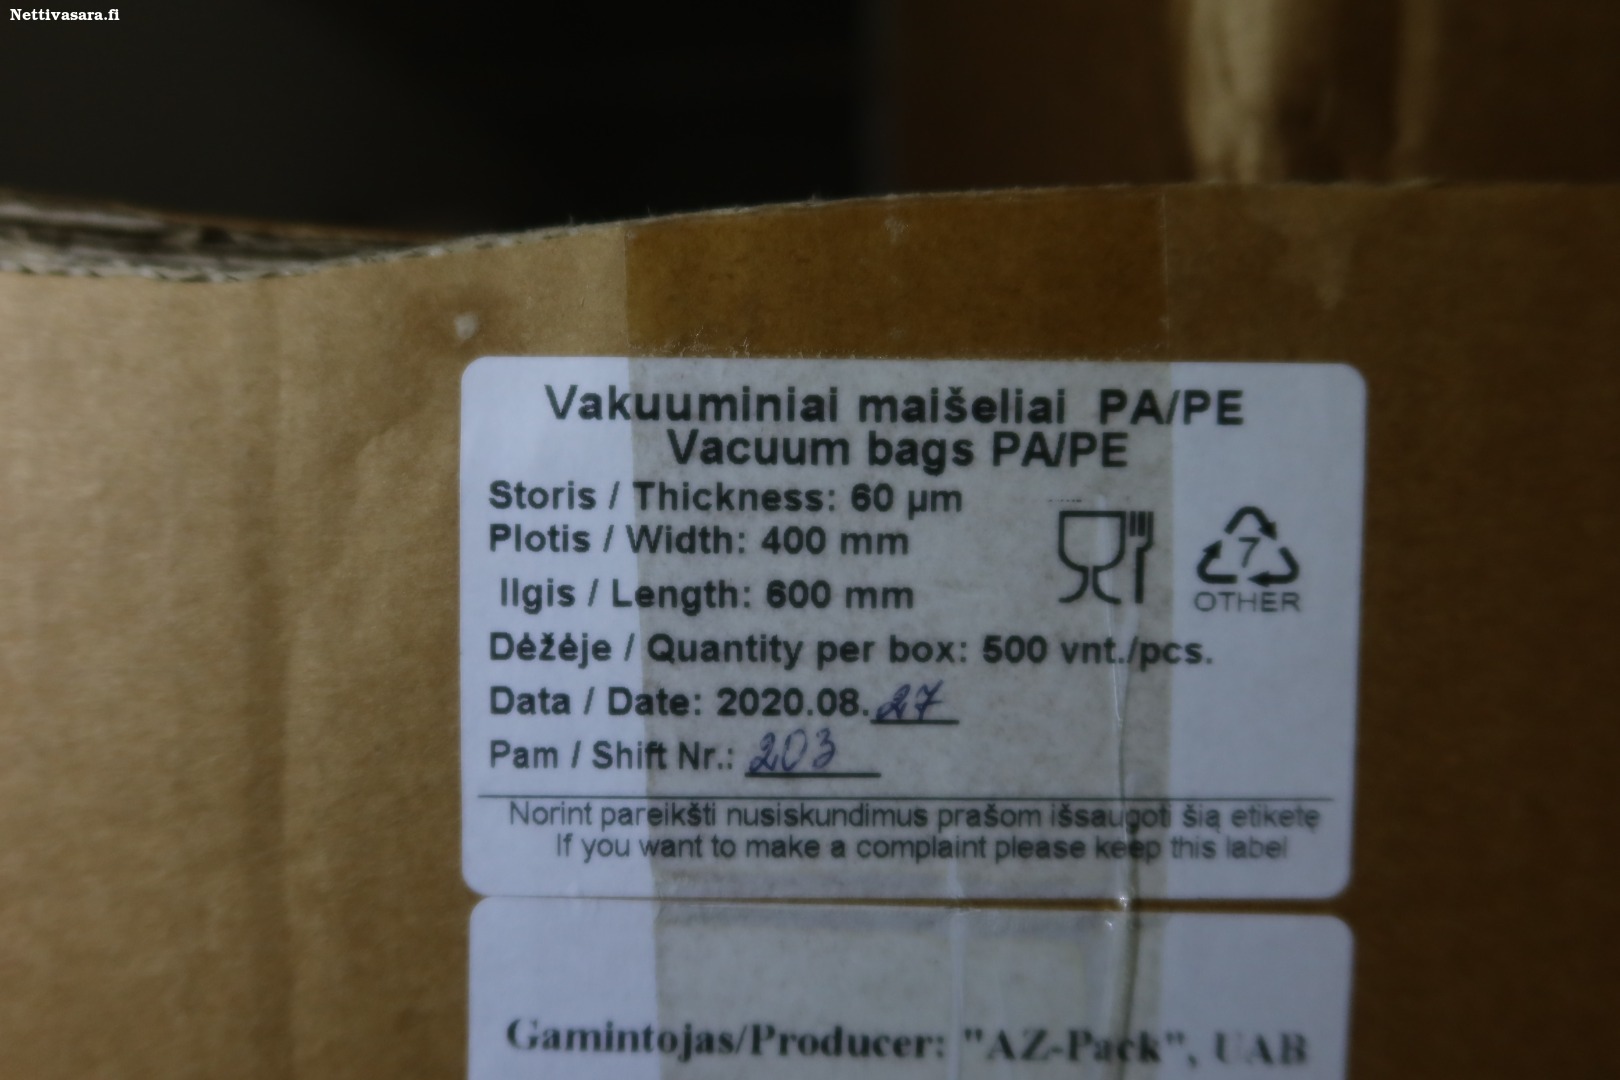 Nettivasara.fi
Vakuuminiai maišeliai PA/PE
Vacuum bags PA/PE
Storis / Thickness: 60 µm
Plotis / Width: 400 mm
Ilgis / Length: 600 mm
7
OTHER
Dėžėje / Quantity per box: 500 vnt./pcs.
Data / Date: 2020.08.27
Pam / Shift Nr.: 203
Norint pareikšti nusiskundimus prašom išsaugoti šią etiketę
If you want to make a complaint please keep this label
Gamintojas/Producer: "AZ-Pack", UAB